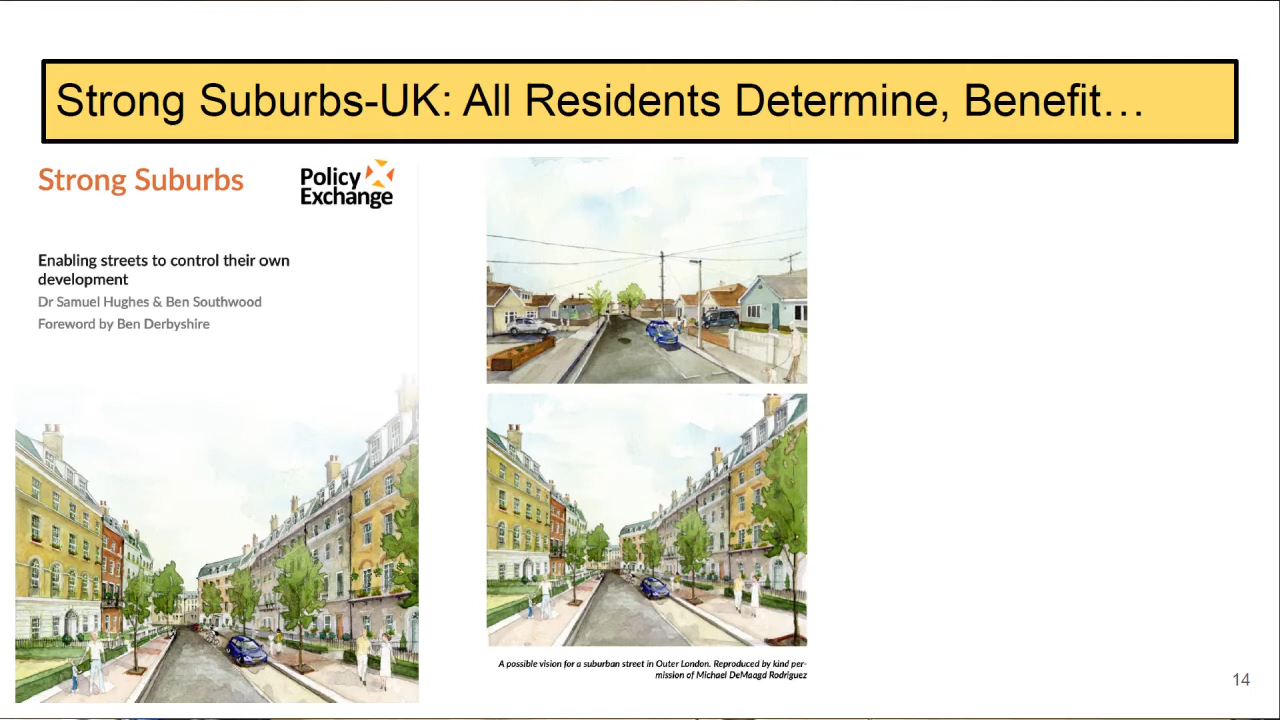 Strong Suburbs-UK: All Residents Determine, Benefit…
Strong Suburbs
Policy
Exchange
Enabling streets to control their own
development
Dr Samuel Hughes & Ben Southwood
Foreword by Ben Derbyshire
A possible vision for a suburban street in Outer London. Reproduced by kind per-
mission of Michael DeMaagd Rodriguez
14